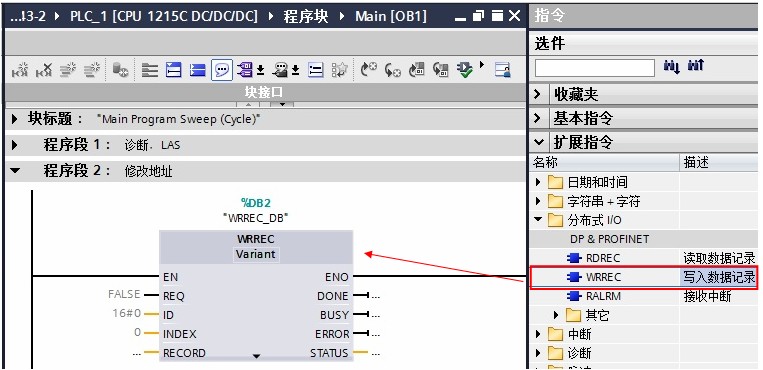 ...43-2 ▸ PLC_1 [CPU 1215C DC/DC/DC] ▸ 程序块 ▸ Main [OB1]
块接口
块标题： "Main Program Sweep (Cycle)"
程序段 1： 诊断．LAS
程序段 2： 修改地址
%DB2
"WRREC_DB"
WRREC
Variant
EN ENO
FALSE REQ DONE ...
16#0 ID BUSY ...
0 INDEX ERROR ...
... RECORD STATUS ...
指令
选件
收藏夹
基本指令
扩展指令
名称 描述
日期和时间
字符串 + 字符
分布式 I/O
DP & PROFINET
RDREC 读取数据记录
WRREC 写入数据记录
RALRM 接收中断
其它
中断
诊断